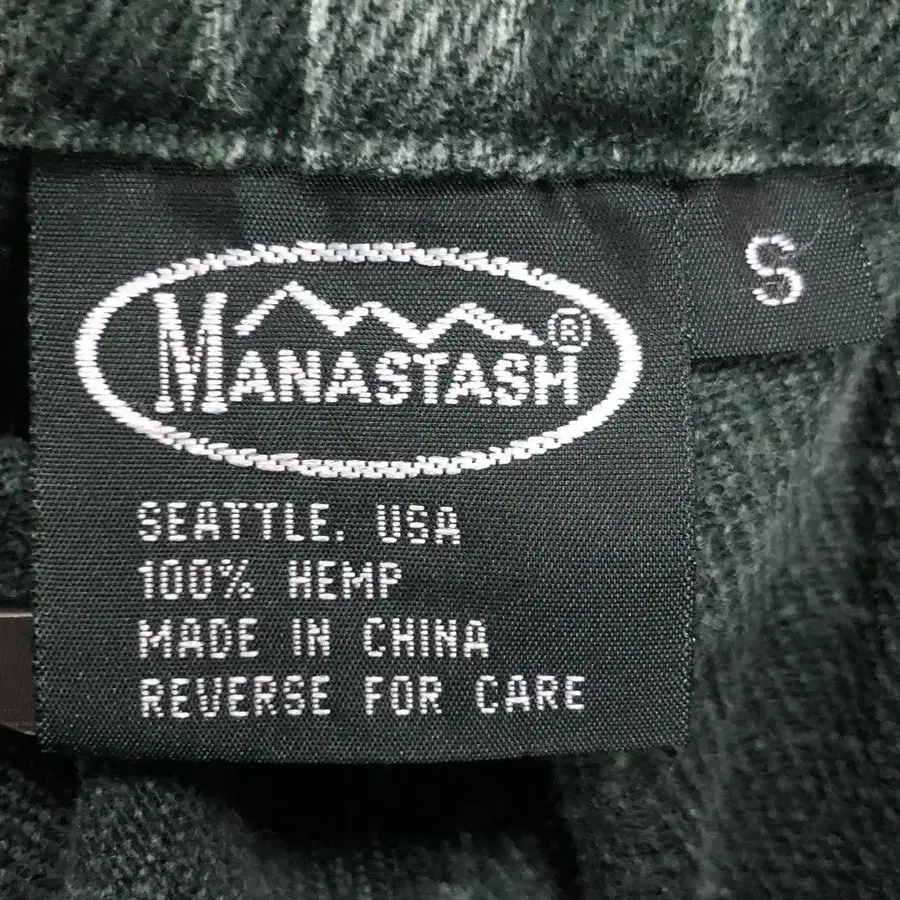 MANASTASH®
S
SEATTLE, USA
100% HEMP
MADE IN CHINA
REVERSE FOR CARE